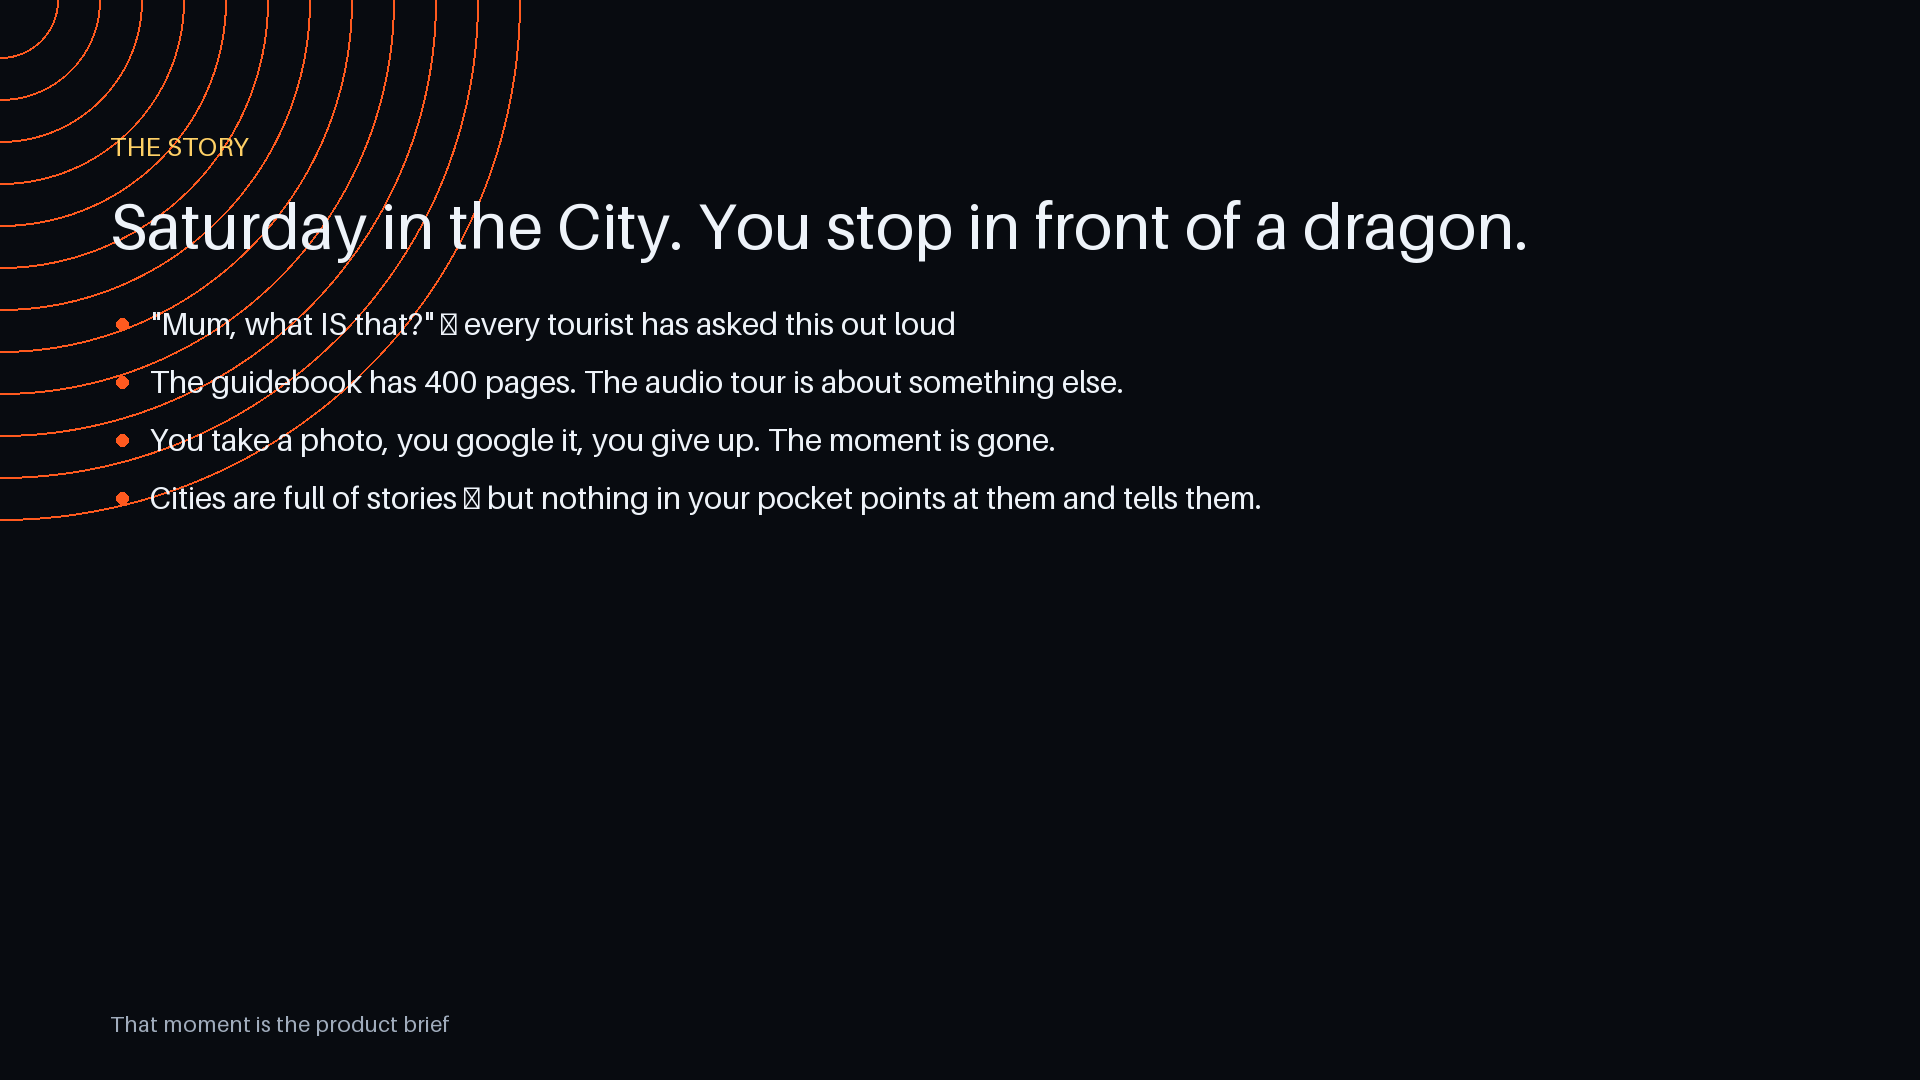 THE STORY
Saturday in the City. You stop in front of a dragon.
"Mum, what IS that?" ☒ every tourist has asked this out loud
The guidebook has 400 pages. The audio tour is about something else.
You take a photo, you google it, you give up. The moment is gone.
Cities are full of stories ☒ but nothing in your pocket points at them and tells them.
That moment is the product brief